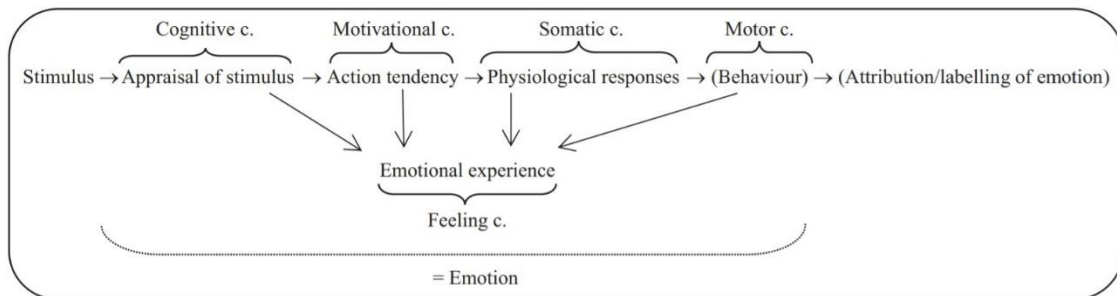 Cognitive c. Motivational c. Somatic c. Motor c.
Stimulus → Appraisal of stimulus → Action tendency → Physiological responses → (Behaviour) → (Attribution/labelling of emotion)
Emotional experience
Feeling c.
= Emotion